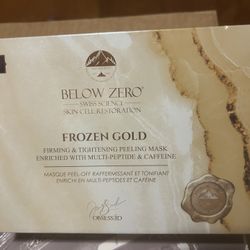 BELOW ZERO®
SWISS SCIENCE
SKIN CELL RESTORATION
FROZEN GOLD
FIRMING & TIGHTENING PEELING MASK
ENRICHED WITH MULTI-PEPTIDE & CAFFEINE
MASQUE PEEL-OFF RAFFERMISSANT ET TONIFIANT
ENRICHI EN MULTI-PEPTIDES ET CAFÉINE